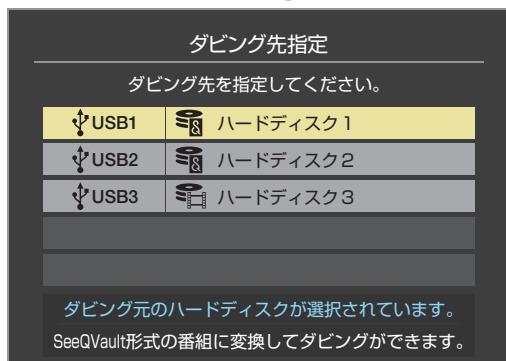 ダビング先指定
ダビング先を指定してください。
USB1 ハードディスク1
USB2 ハードディスク2
USB3 ハードディスク3
ダビング元のハードディスクが選択されています。
SeeQVault形式の番組に変換してダビングができます。